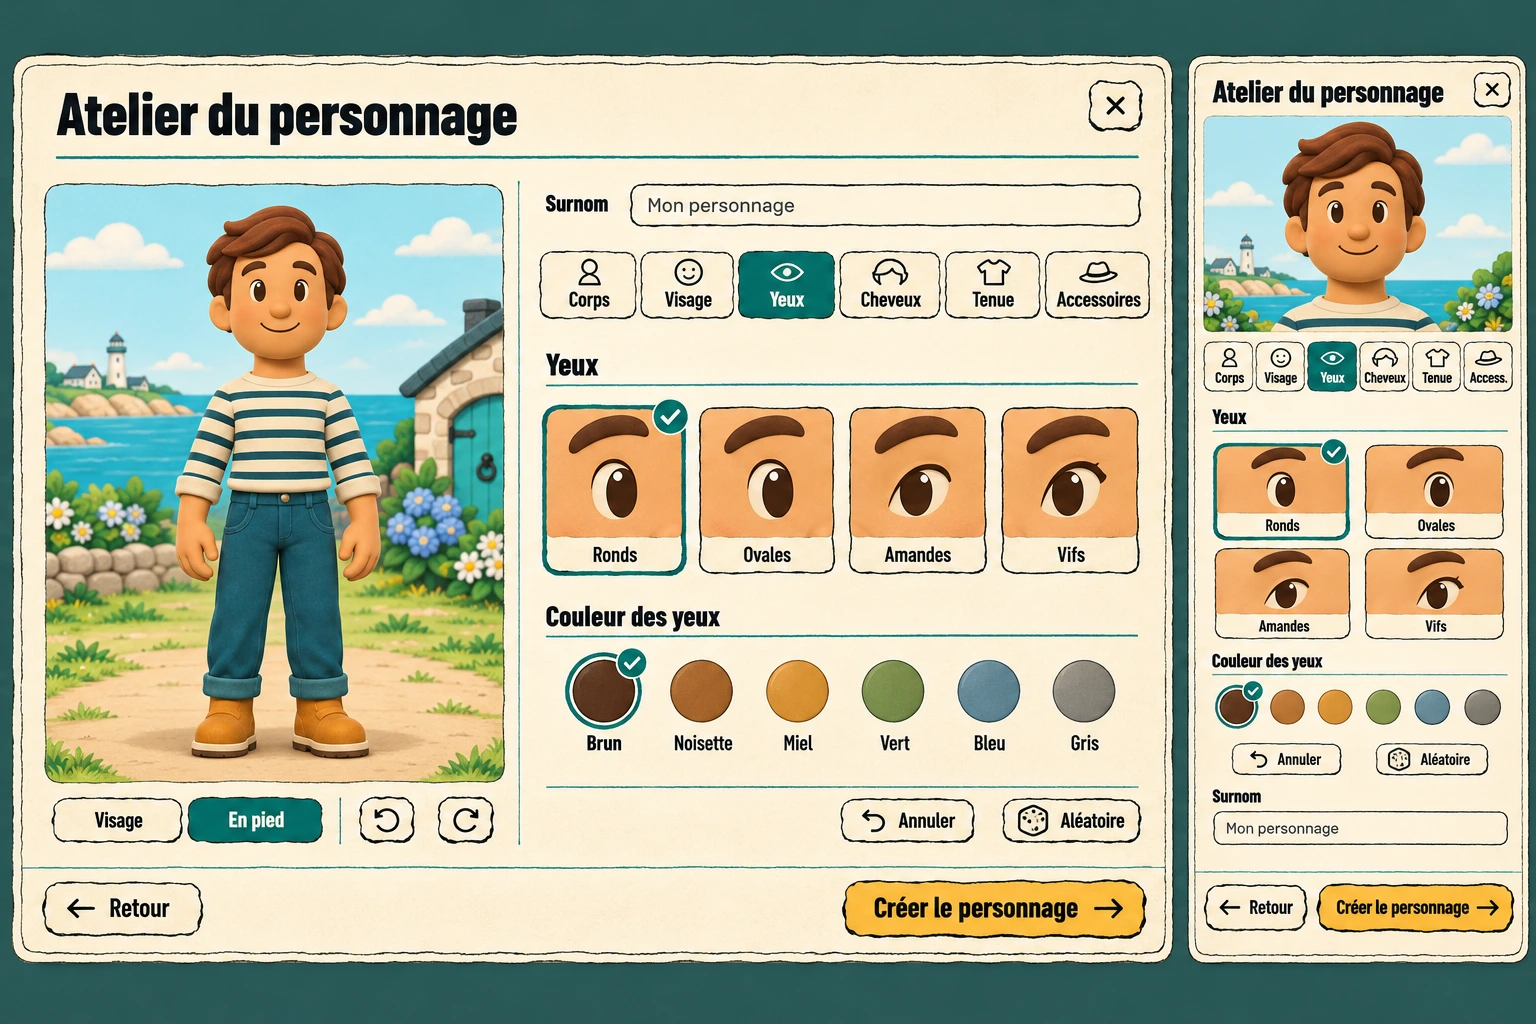 Atelier du personnage
Surnom
Mon personnage
Corps
Visage
Yeux
Cheveux
Tenue
Accessoires
Yeux
Ronds
Ovales
Amandes
Vifs
Couleur des yeux
Brun
Noisette
Miel
Vert
Bleu
Gris
Visage
En pied
Annuler
Aléatoire
Retour
Créer le personnage
Atelier du personnage
Corps
Visage
Yeux
Cheveux
Tenue
Access.
Yeux
Ronds
Ovales
Amandes
Vifs
Couleur des yeux
Annuler
Aléatoire
Surnom
Mon personnage
Retour
Créer le personnage